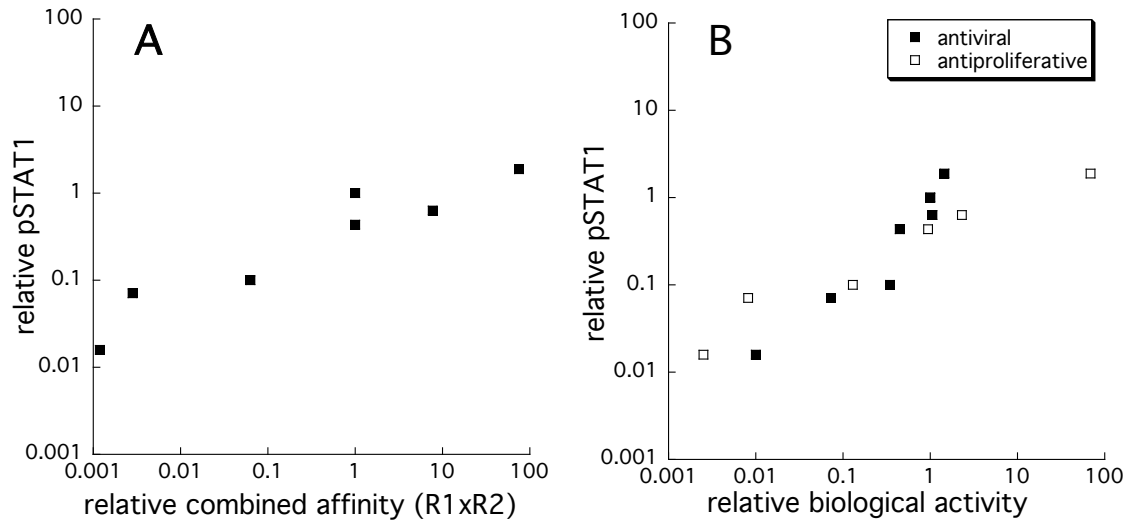 A
100
10
1
0.1
0.01
0.001
relative pSTAT1
0.001 0.01 0.1 1 10 100
relative combined affinity (R1xR2)
B
antiviral
antiproliferative
100
10
1
0.1
0.01
0.001
relative pSTAT1
0.001 0.01 0.1 1 10 100
relative biological activity